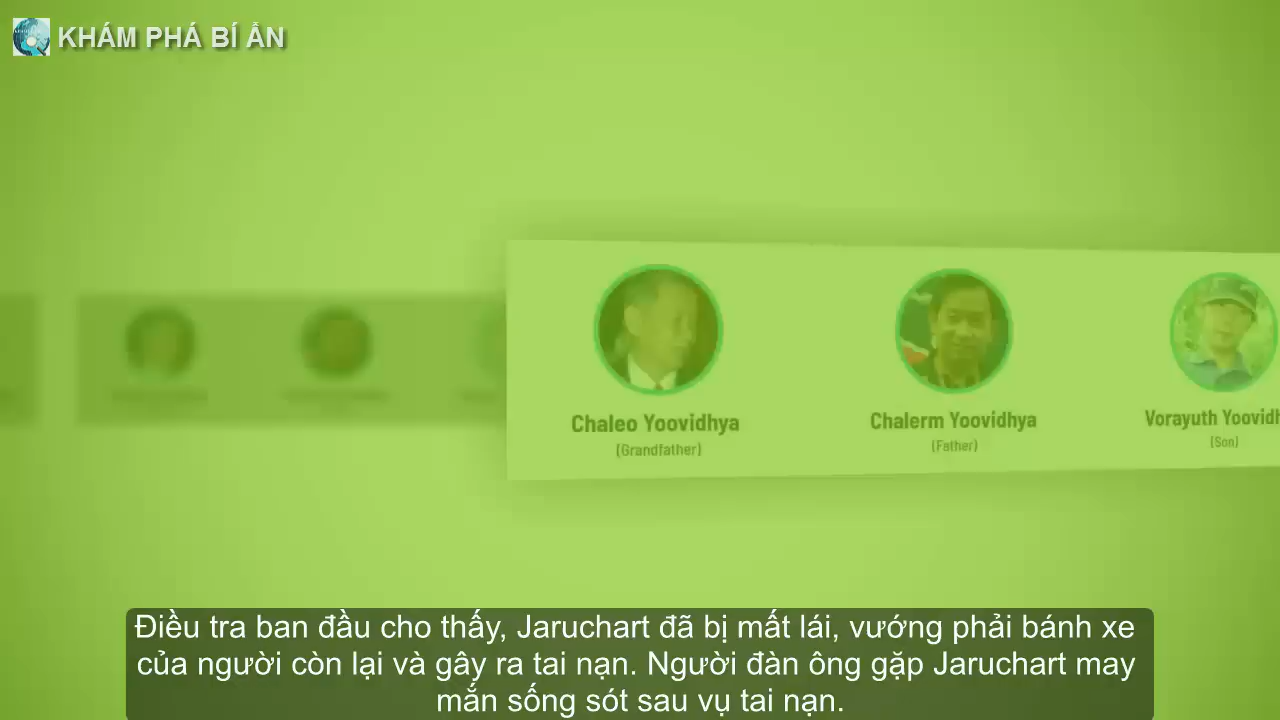 KHÁM PHÁ BÍ ẨN
Chaleo Yoovidhya
(Grandfather)
Chalerm Yoovidhya
(Father)
Vorayuth Yoovidh
(Son)
Điều tra ban đầu cho thấy, Jaruchart đã bị mất lái, vướng phải bánh xe
của người còn lại và gây ra tai nạn. Người đàn ông gặp Jaruchart may
mắn sống sót sau vụ tai nạn.